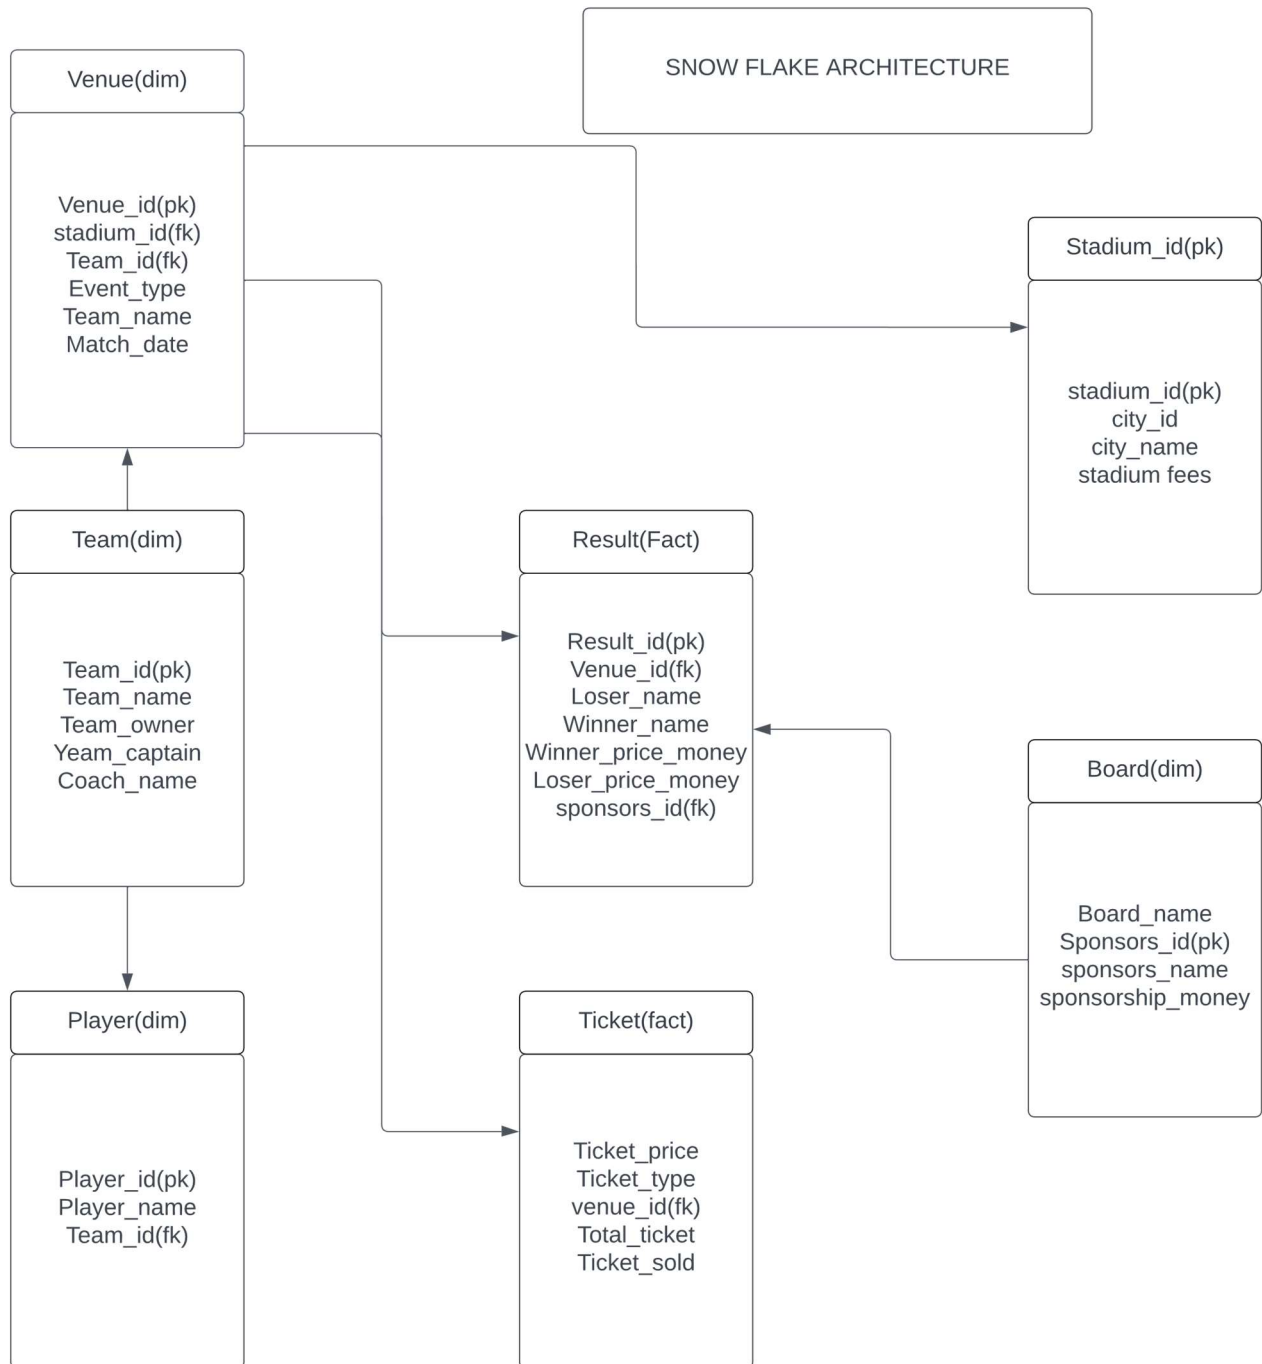 SNOW FLAKE ARCHITECTURE
Venue(dim)
Venue_id(pk)
stadium_id(fk)
Team_id(fk)
Event_type
Team_name
Match_date
Stadium_id(pk)
stadium_id(pk)
city_id
city_name
stadium fees
Team(dim)
Team_id(pk)
Team_name
Team_owner
Yeam_captain
Coach_name
Result(Fact)
Result_id(pk)
Venue_id(fk)
Loser_name
Winner_name
Winner_price_money
Loser_price_money
sponsors_id(fk)
Board(dim)
Board_name
Sponsors_id(pk)
sponsors_name
sponsorship_money
Player(dim)
Player_id(pk)
Player_name
Team_id(fk)
Ticket(fact)
Ticket_price
Ticket_type
venue_id(fk)
Total_ticket
Ticket_sold